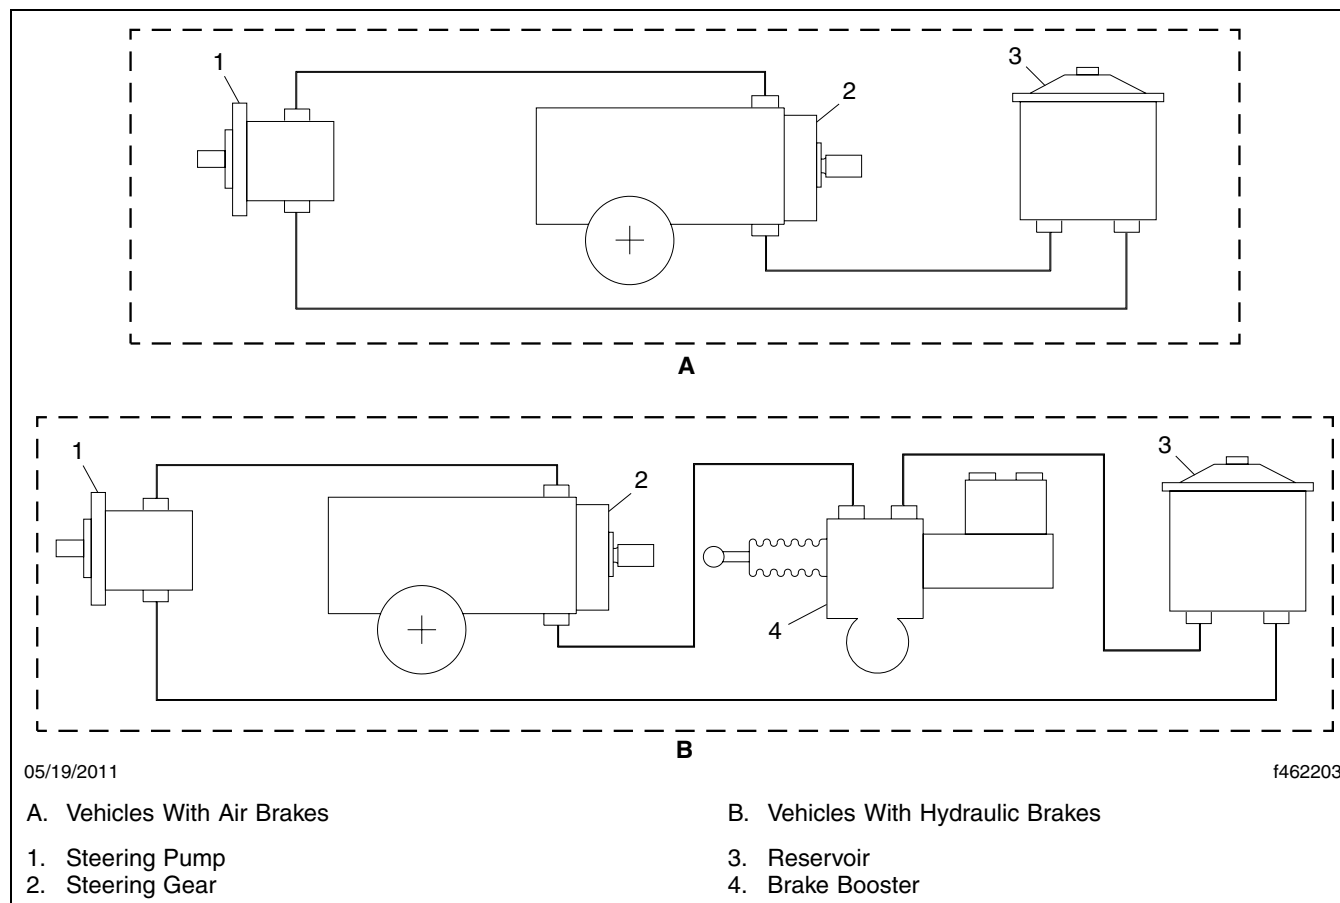 1
2
3
A
1
2
3
4
B
05/19/2011
f462203
A. Vehicles With Air Brakes
B. Vehicles With Hydraulic Brakes
1. Steering Pump
2. Steering Gear
3. Reservoir
4. Brake Booster